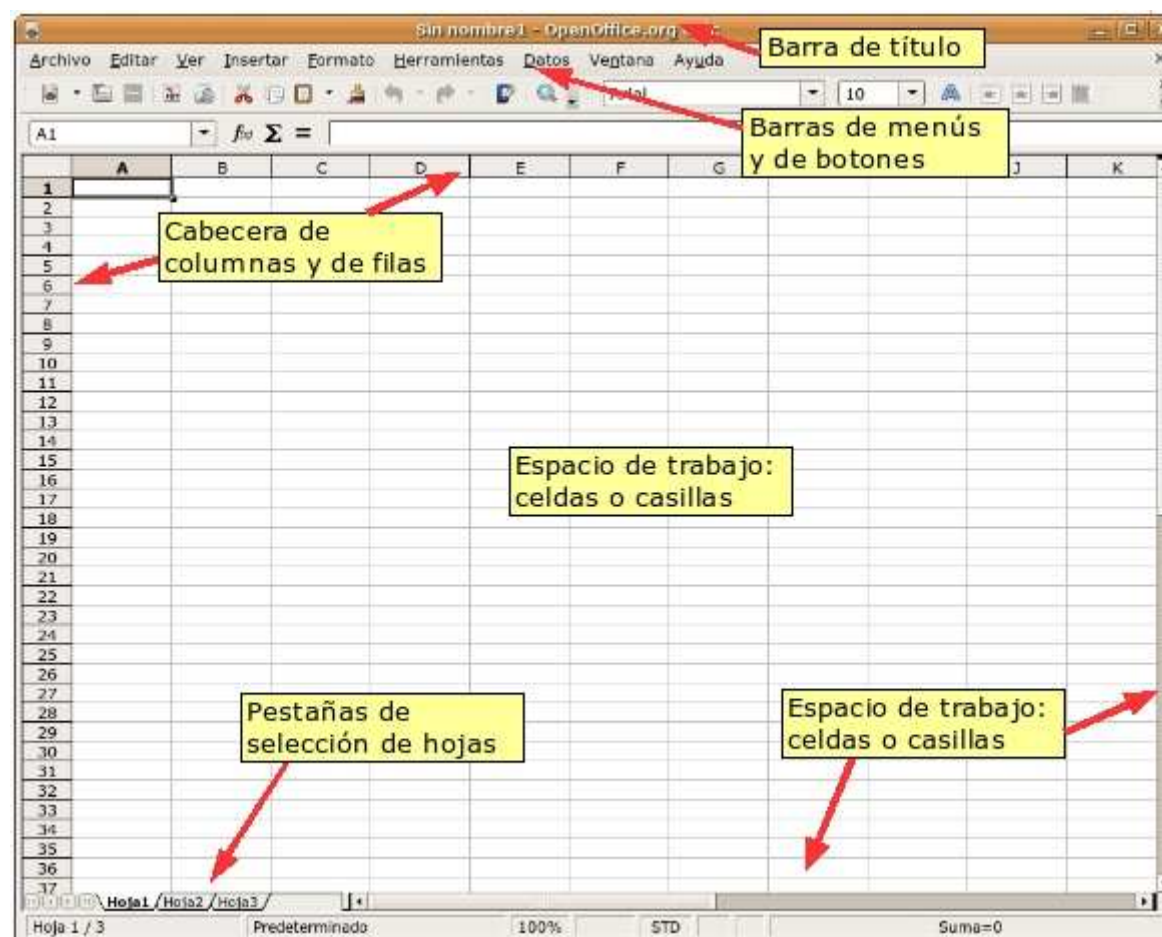 Sin nombre1 - OpenOffice.org
Barra de título
Archivo Editar Ver Insertar Formato Herramientas Datos Ventana Ayuda
10
Barras de menús
y de botones
A1 Σ =
A B C D E F G J K
1
2
3
4
5
6
7
8
9
10
11
12
13
14
15
16
17
18
19
20
21
22
23
24
25
26
27
28
29
30
31
32
33
34
35
36
37
Cabecera de
columnas y de filas
Espacio de trabajo:
celdas o casillas
Pestañas de
selección de hojas
Espacio de trabajo:
celdas o casillas
Hoja1 Hoja2 Hoja3
Hoja 1 / 3 Predeterminado 100% STD Suma=0